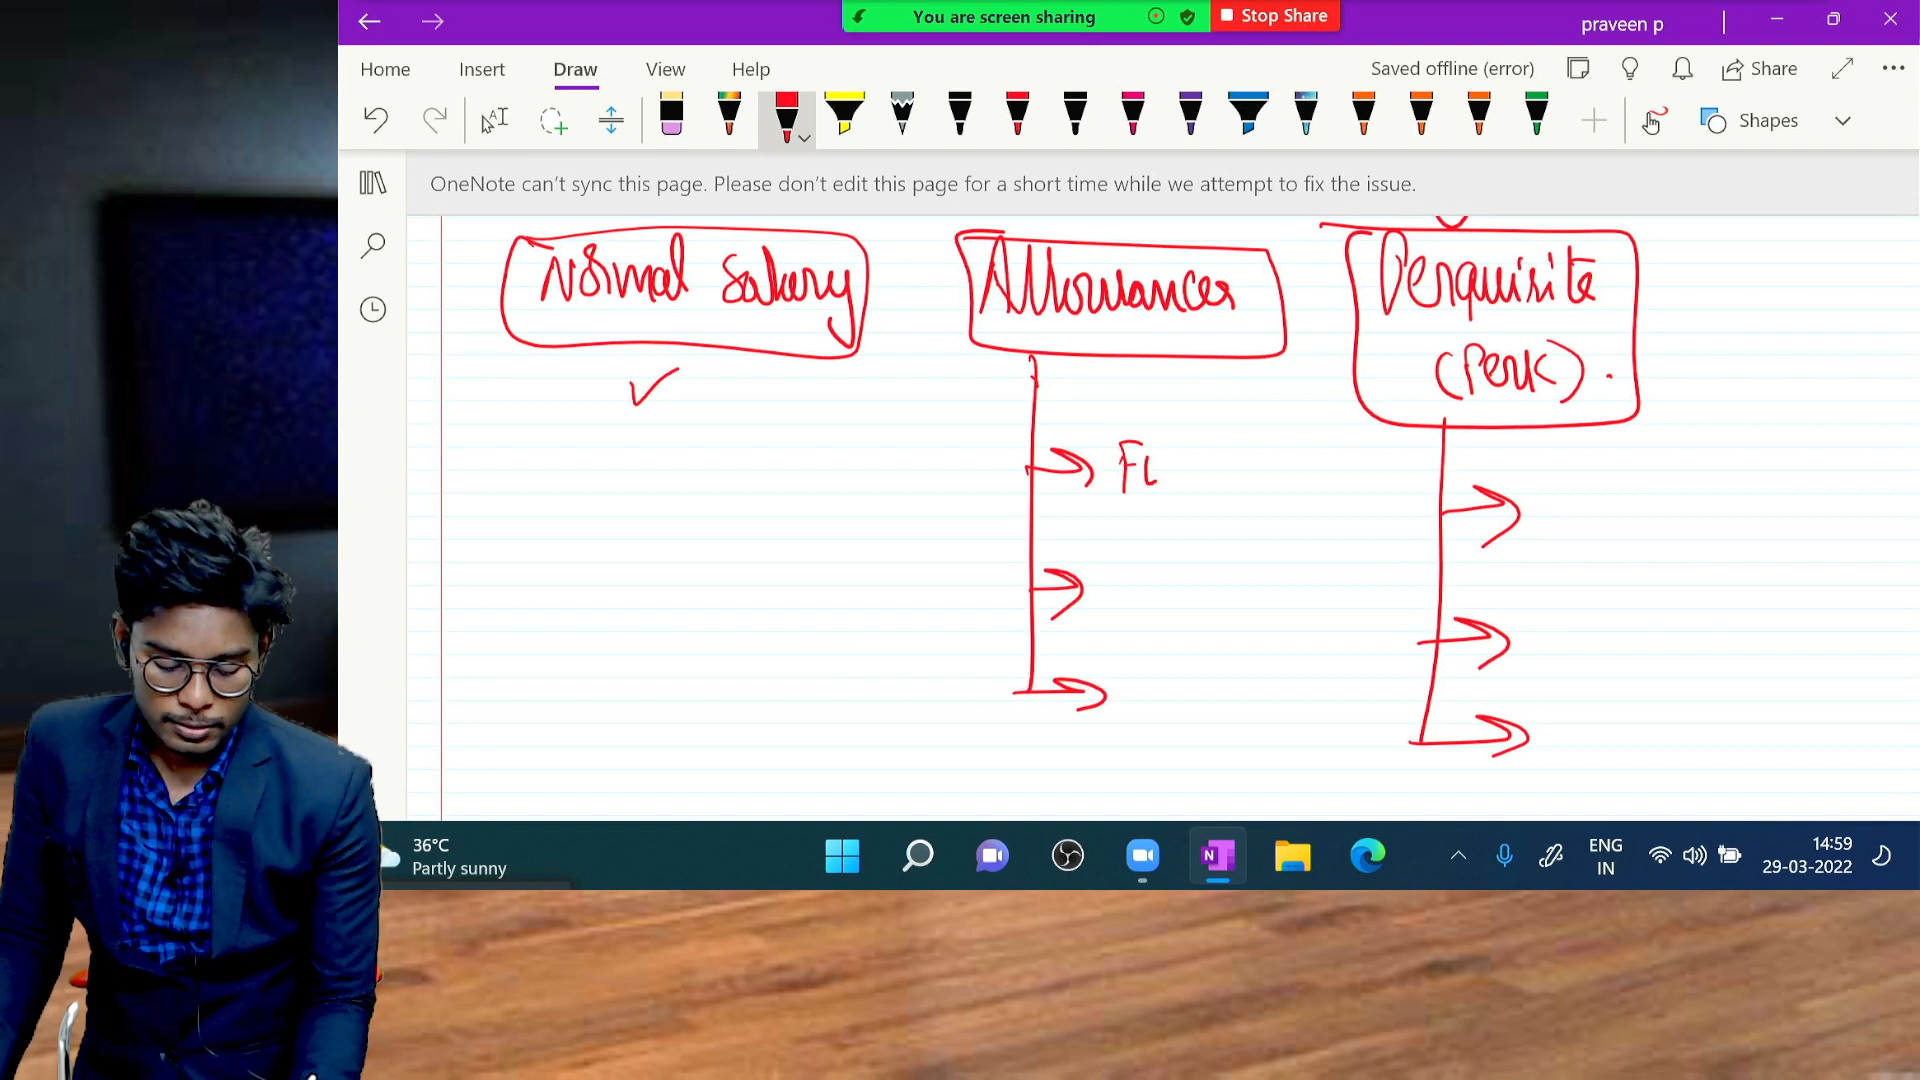 You are screen sharing
Stop Share
praveen p
Home Insert Draw View Help
Saved offline (error)
Share
Shapes
OneNote can't sync this page. Please don't edit this page for a short time while we attempt to fix the issue.
Normal Salary
Allowances
Perquisite
(Perk).
FL
36°C
Partly sunny
ENG
IN
14:59
29-03-2022